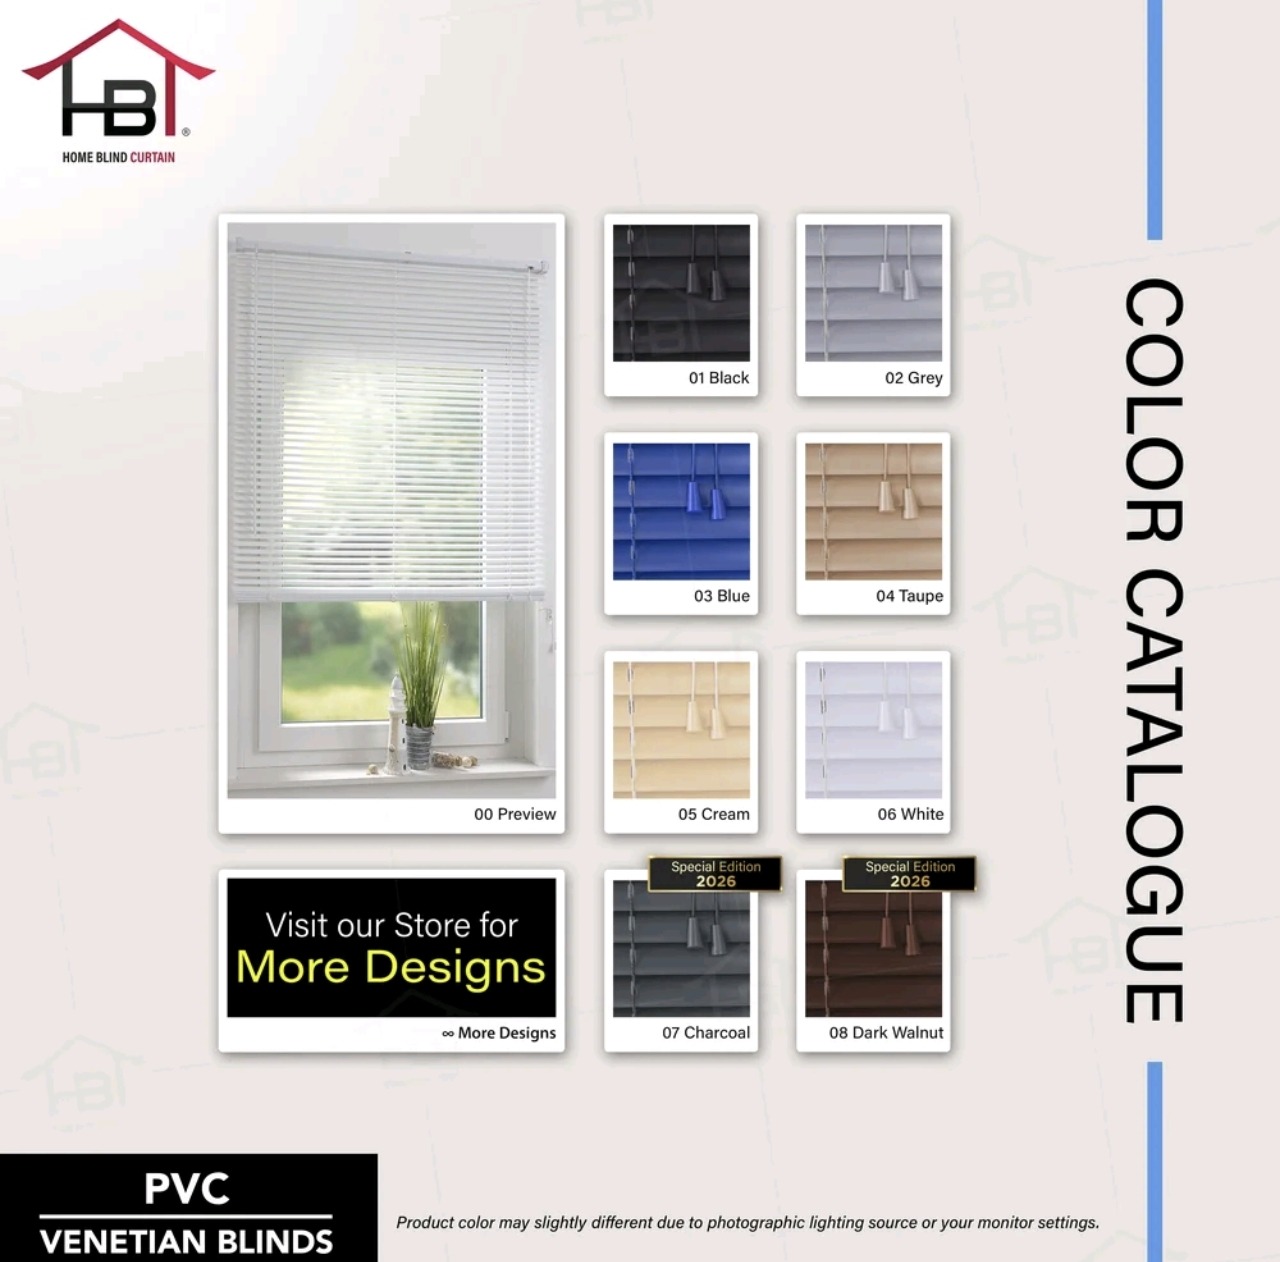 HBT®
HOME BLIND CURTAIN
COLOR CATALOGUE
00 Preview
01 Black
02 Grey
03 Blue
04 Taupe
05 Cream
06 White
Visit our Store for
More Designs
∞ More Designs
Special Edition
2026
07 Charcoal
Special Edition
2026
08 Dark Walnut
PVC
VENETIAN BLINDS
Product color may slightly different due to photographic lighting source or your monitor settings.